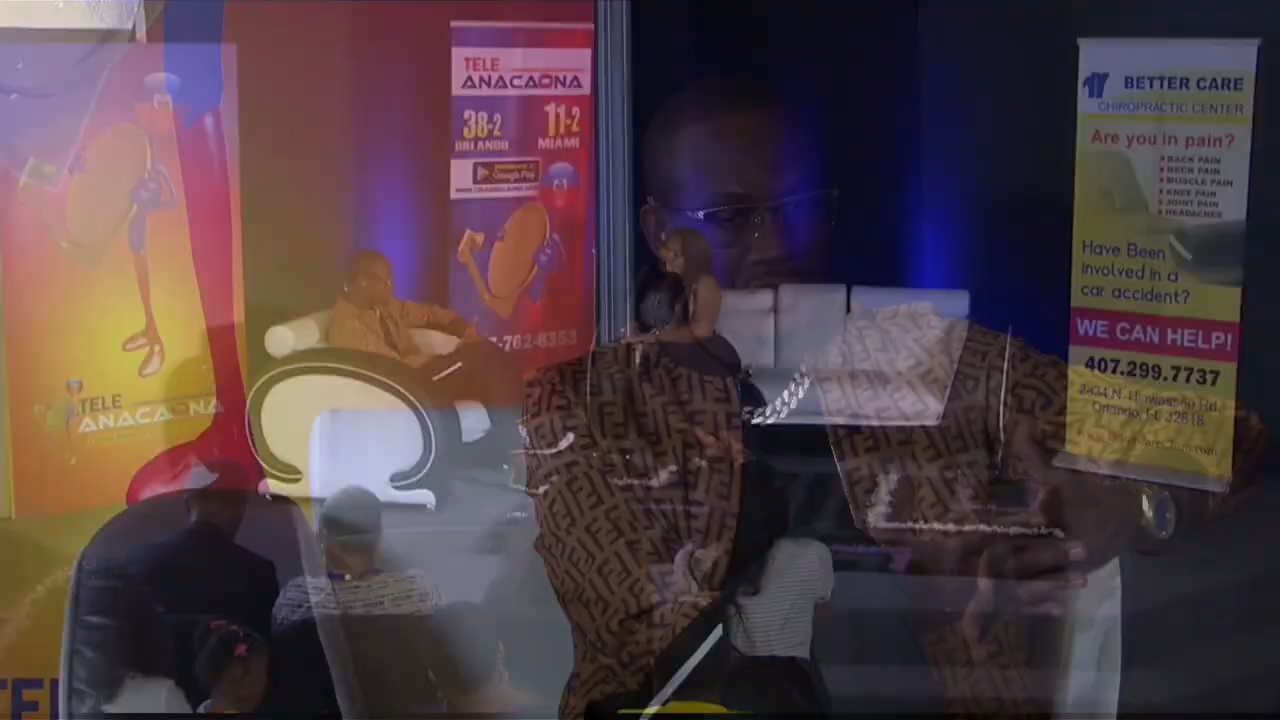 TELE
ANACAONA
38-2
ORLANDO
11-2
MIAMI
Google Play
TELE
ANACAONA
BETTER CARE
CHIROPRACTIC CENTER
Are you in pain?
BACK PAIN
NECK PAIN
MUSCLE PAIN
KNEE PAIN
JOINT PAIN
HEADACHES
Have Been
involved in a
car accident?
WE CAN HELP!
407.299.7737
Orlando, FL 32818